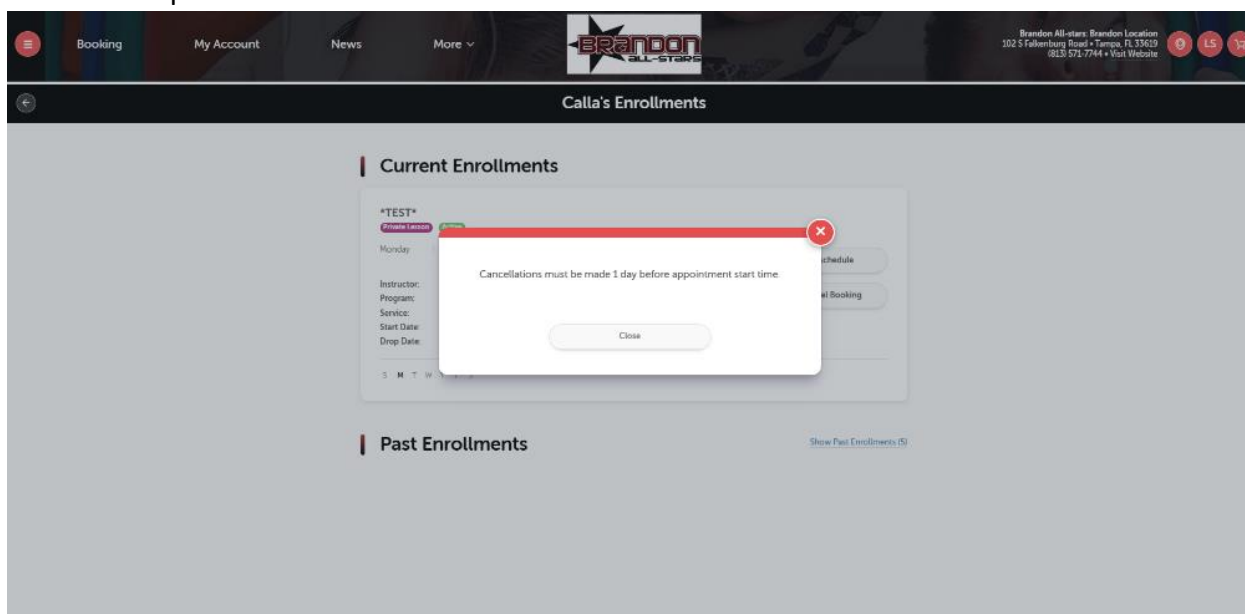 Booking
My Account
News
More
BRANDON
ALL-STARS
Brandon All-stars: Brandon Location
102 S Falkenburg Road • Tampa, FL 33619
(813) 571-7744 • Visit Website
LS
Calla's Enrollments
Current Enrollments
*TEST*
Private Lesson
Monday
chedule
Instructor:
Program:
Service:
Start Date:
Drop Date:
el Booking
Cancellations must be made 1 day before appointment start time
Close
S M T W
Past Enrollments
Show Past Enrollments (5)